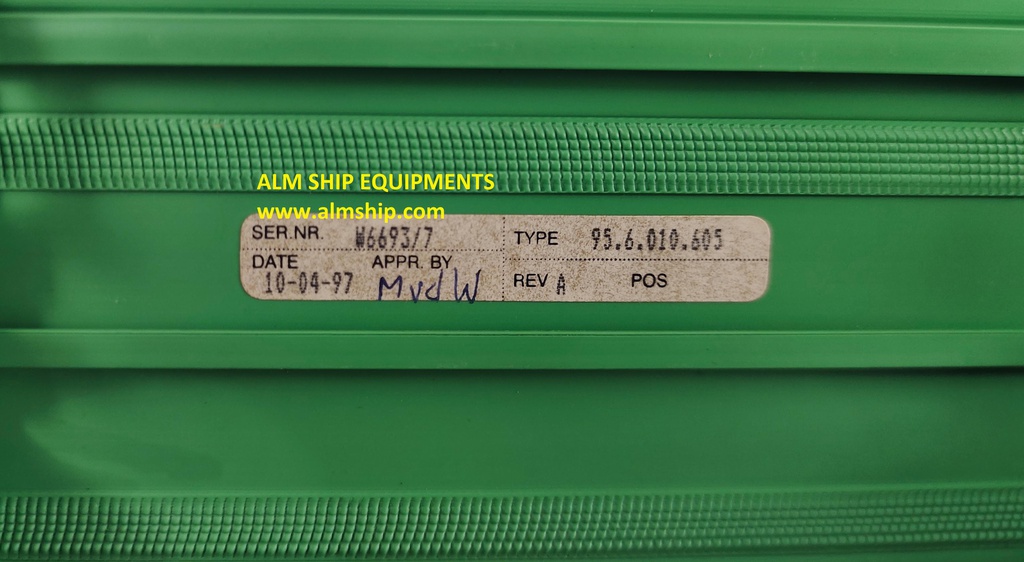 ALM SHIP EQUIPMENTS
www.almship.com
SER.NR. W6693/7 TYPE 95.6.010.605
DATE APPR. BY
10-04-97 MvdW REV A POS